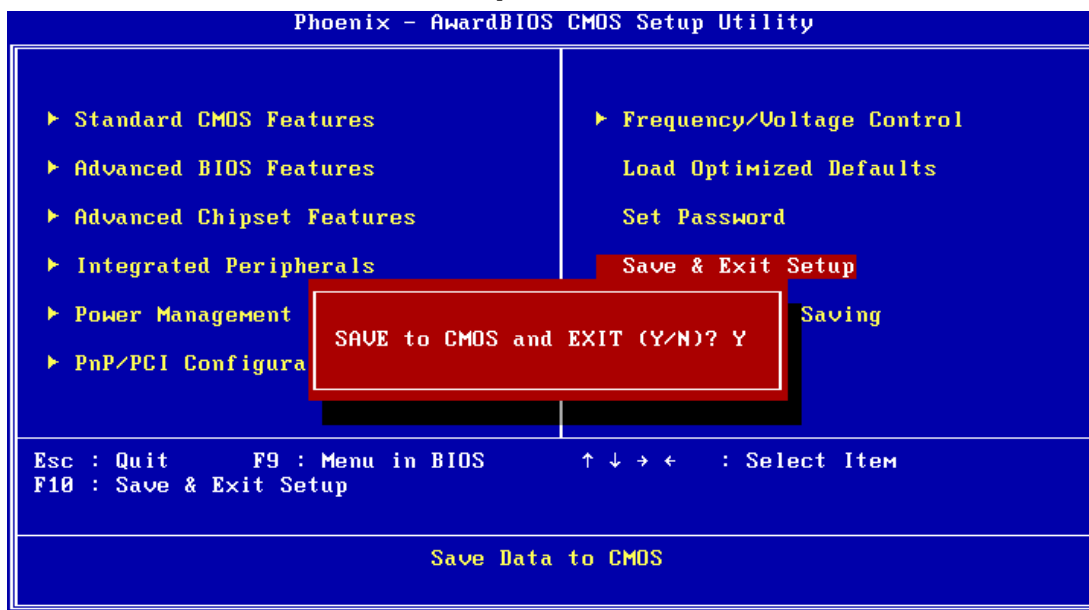 Phoenix - AwardBIOS CMOS Setup Utility
▶ Standard CMOS Features
▶ Advanced BIOS Features
▶ Advanced Chipset Features
▶ Integrated Peripherals
▶ Power Management
▶ PnP/PCI Configura
▶ Frequency/Voltage Control
Load Optimized Defaults
Set Password
Save & Exit Setup
Saving
SAVE to CMOS and EXIT (Y/N)? Y
Esc : Quit F9 : Menu in BIOS ↑ ↓ → ← : Select Item
F10 : Save & Exit Setup
Save Data to CMOS